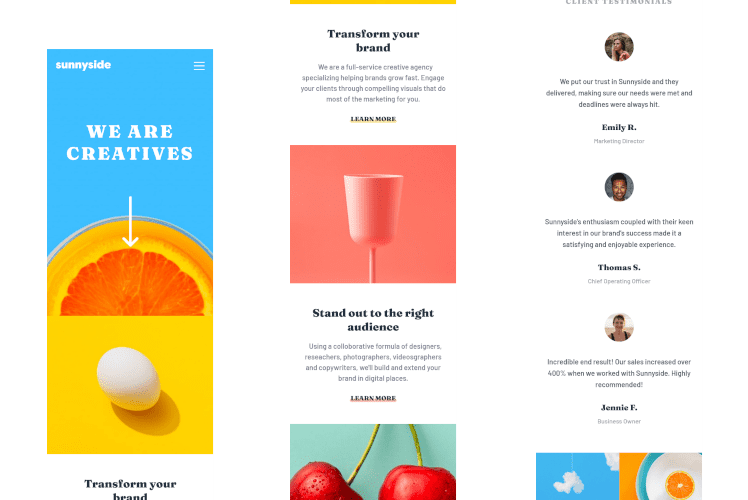 sunnyside
WE ARE
CREATIVES
Transform your
brand
Transform your
brand
We are a full-service creative agency
specializing helping brands grow fast. Engage
your clients through compelling visuals that do
most of the marketing for you.
LEARN MORE
Stand out to the right
audience
Using a colloborative formula of designers,
reseachers, photographers, videosgraphers
and copywriters, we'll build and extend your
brand in digital places.
LEARN MORE
CLIENT TESTIMONIALS
We put our trust in Sunnyside and they
delivered, making sure our needs were met and
deadlines were always hit.
Emily R.
Marketing Director
Sunnyside's enthusiasm coupled with their keen
interest in our brand's success made it a
satisfying and enjoyable experience.
Thomas S.
Chief Operating Officer
Incredible end result! Our sales increased over
400% when we worked with Sunnyside. Highly
recommended!
Jennie F.
Business Owner